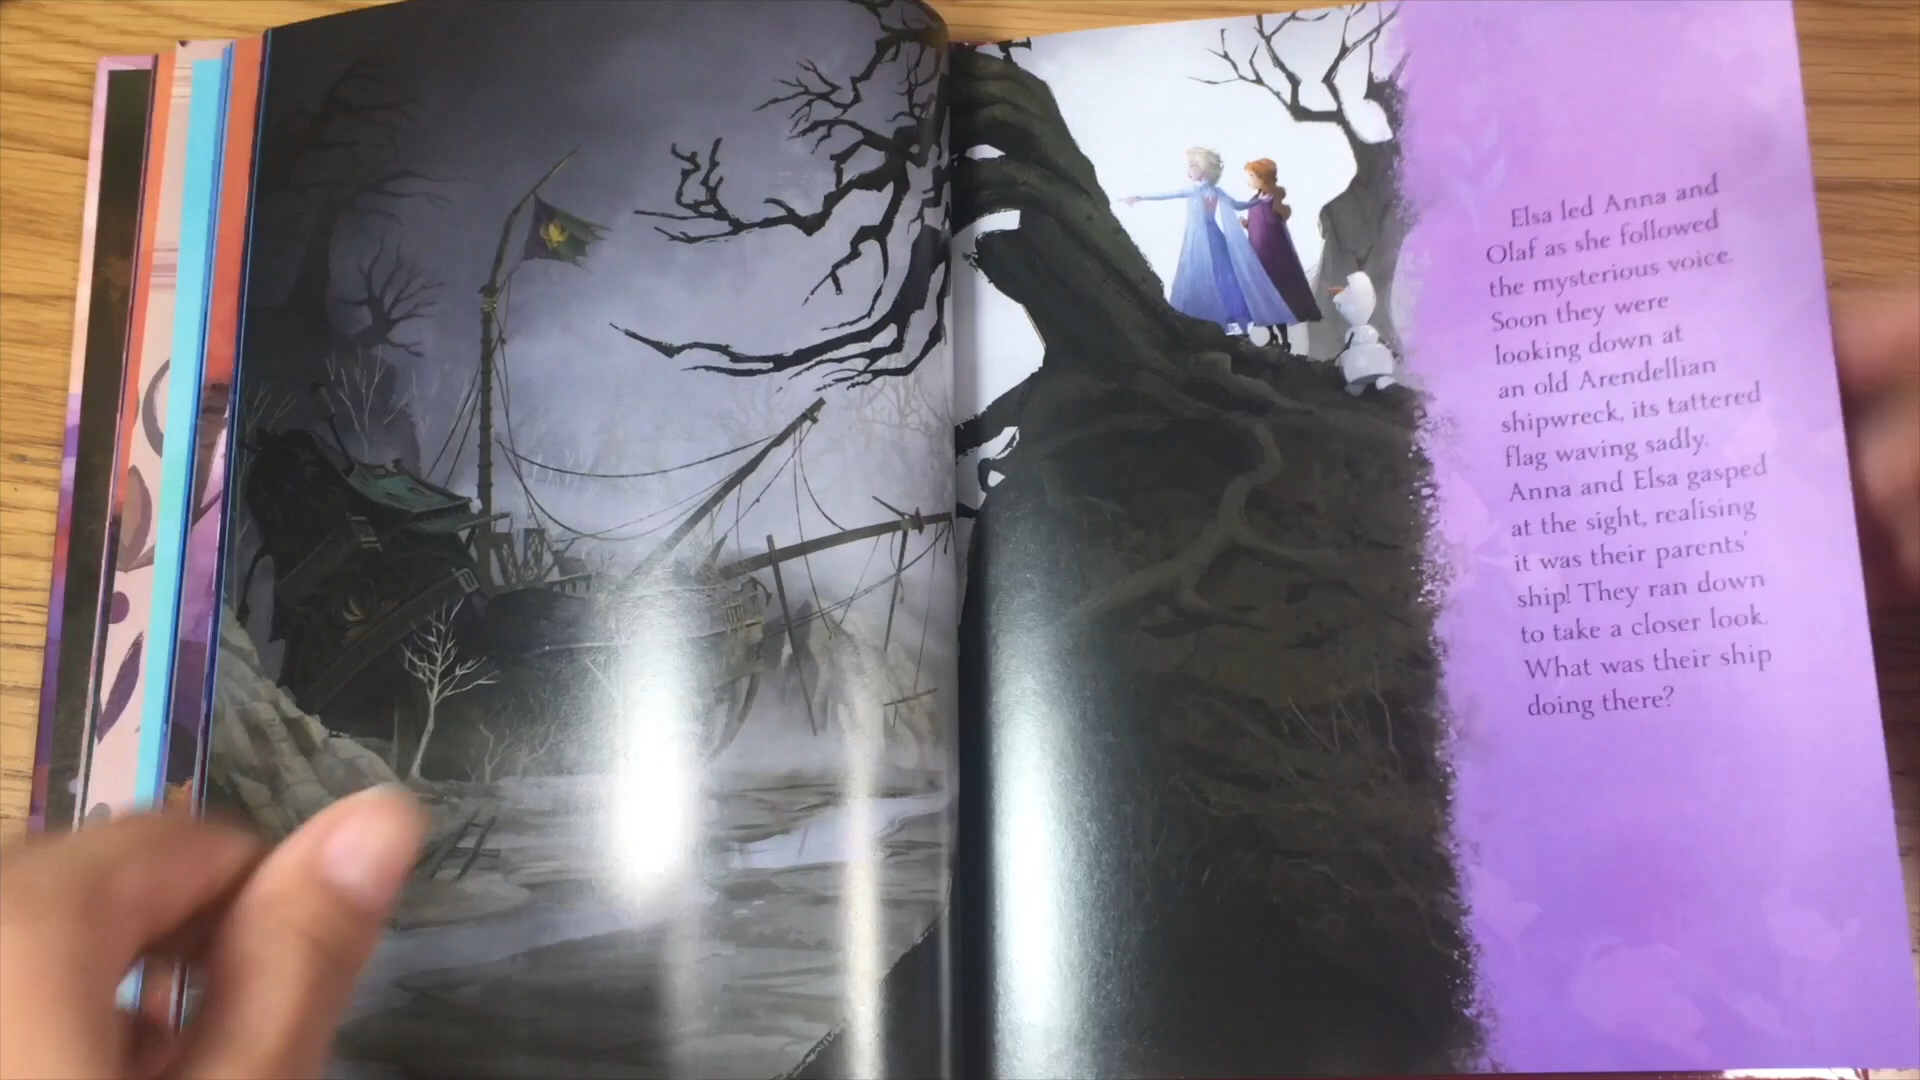 Elsa led Anna and
Olaf as she followed
the mysterious voice.
Soon they were
looking down at
an old Arendellian
shipwreck, its tattered
flag waving sadly.
Anna and Elsa gasped
at the sight, realising
it was their parents'
ship! They ran down
to take a closer look.
What was their ship
doing there?